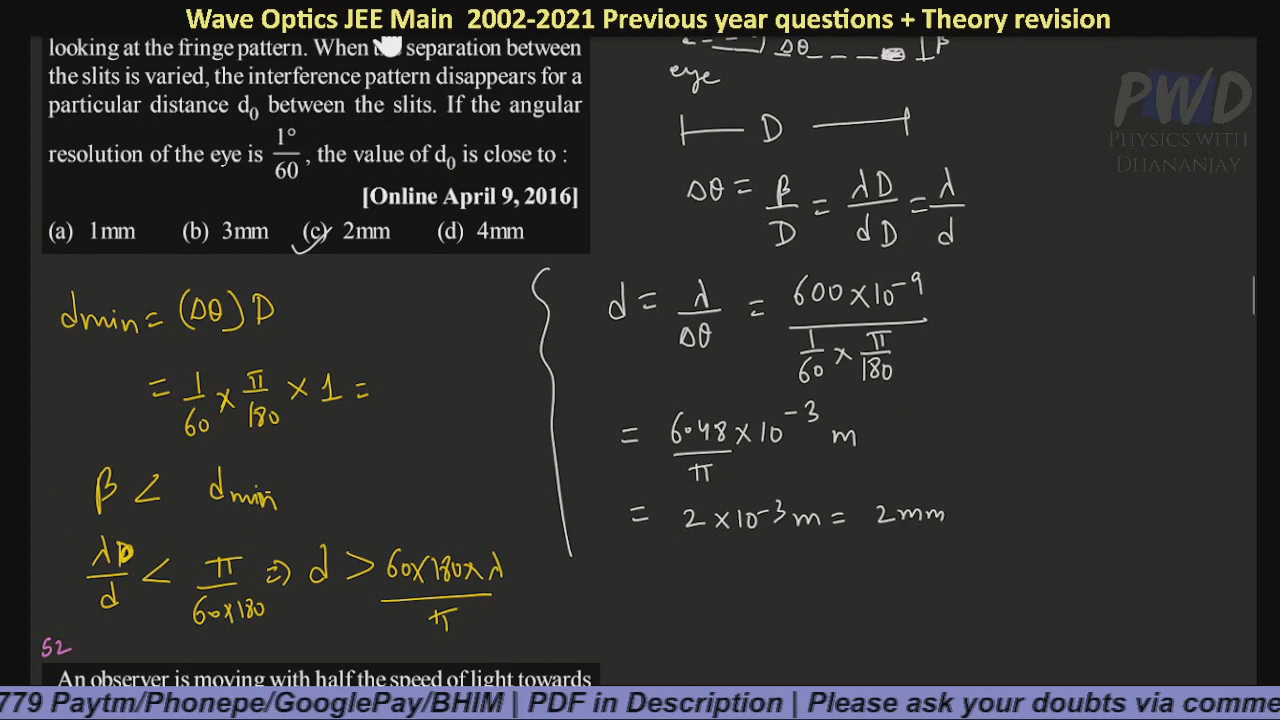 Wave Optics JEE Main 2002-2021 Previous year questions + Theory revision
looking at the fringe pattern. When separation between
the slits is varied, the interference pattern disappears for a
particular distance d₀ between the slits. If the angular
resolution of the eye is 1°/60, the value of d₀ is close to :
[Online April 9, 2016]
(a) 1mm (b) 3mm (c) 2mm (d) 4mm
dmin = (Δθ) D
= 1/60 × π/180 × 1 =
β < dmin
λD/d < π/60×180 ⇒ d > 60×180×λ/π
52
An observer is moving with half the speed of light towards
Δθ β
eye
D
Δθ = β/D = λD/dD = λ/d
d = λ/Δθ = 600×10⁻⁹/(1/60 × π/180)
= 6.48×10⁻³/π m
= 2×10⁻³ m = 2mm
PWD
PHYSICS WITH
DHANANJAY
779 Paytm/Phonepe/GooglePay/BHIM | PDF in Description | Please ask your doubts via comme